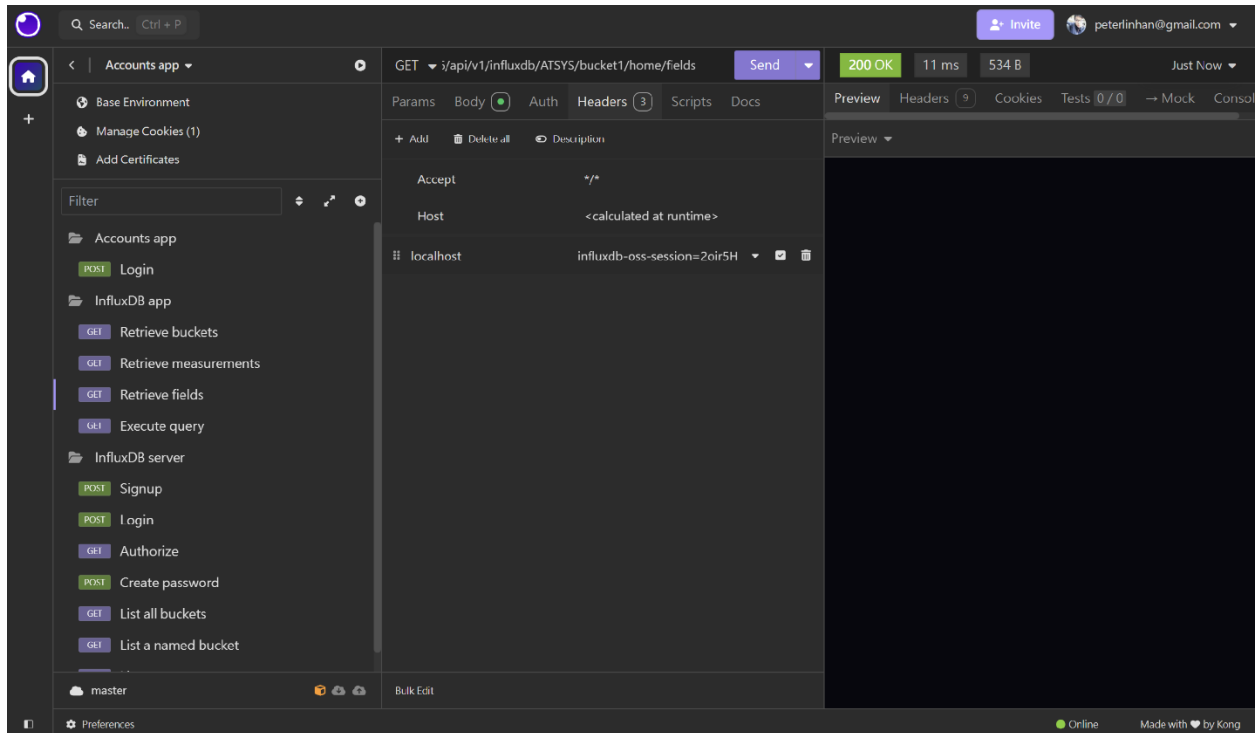 Search.. Ctrl + P
Invite
peterlinhan@gmail.com
Accounts app
Base Environment
Manage Cookies (1)
Add Certificates
Filter
Accounts app
POST Login
InfluxDB app
GET Retrieve buckets
GET Retrieve measurements
GET Retrieve fields
GET Execute query
InfluxDB server
POST Signup
POST Login
GET Authorize
POST Create password
GET List all buckets
GET List a named bucket
master
Preferences
GET i/api/v1/influxdb/ATSYS/bucket1/home/fields Send
Params Body Auth Headers 3 Scripts Docs
+ Add Delete all Description
Accept */*
Host <calculated at runtime>
localhost influxdb-oss-session=2oir5H
Bulk Edit
200 OK 11 ms 534 B Just Now
Preview Headers 9 Cookies Tests 0 / 0 → Mock Consol
Preview
Online Made with ♥ by Kong